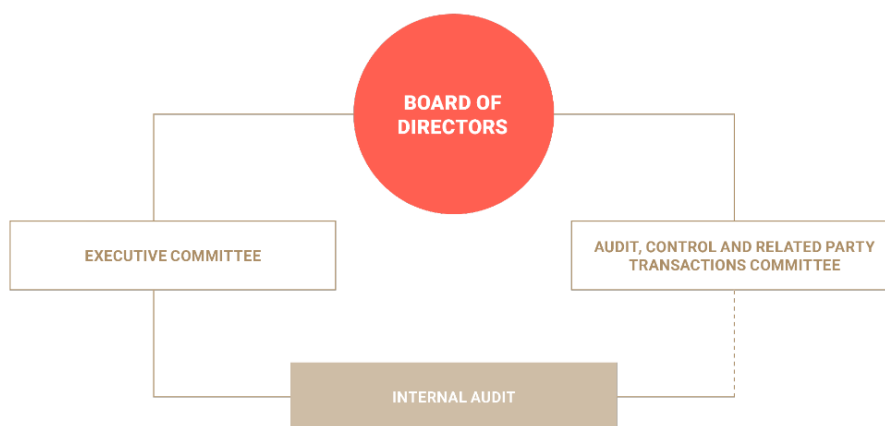 BOARD OF
DIRECTORS
EXECUTIVE COMMITTEE
AUDIT, CONTROL AND RELATED PARTY
TRANSACTIONS COMMITTEE
INTERNAL AUDIT